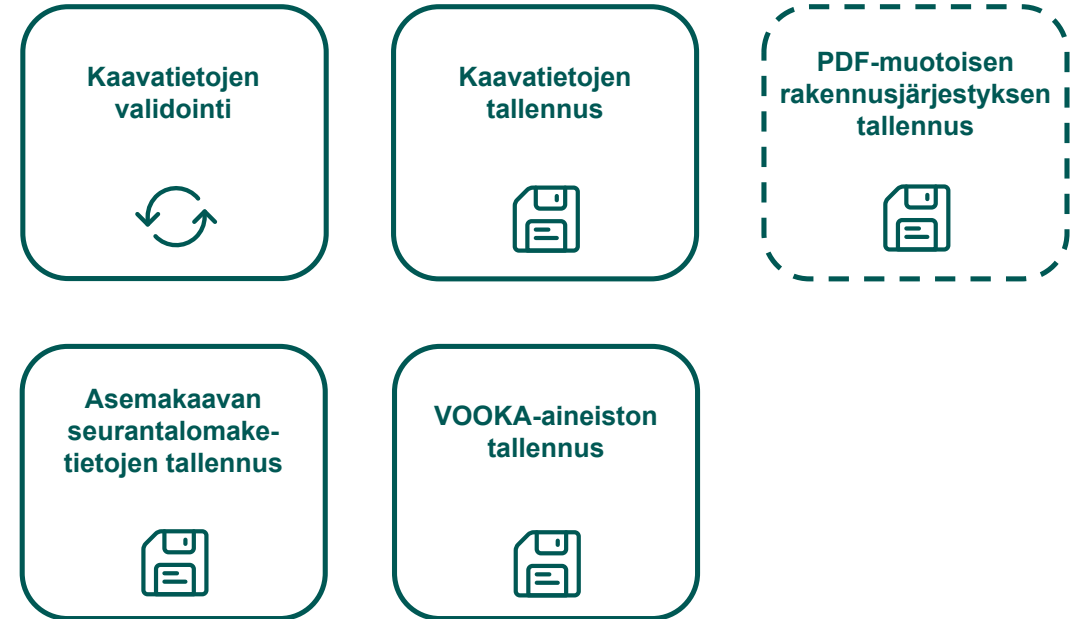 Kaavatietojen
validointi
Kaavatietojen
tallennus
PDF-muotoisen
rakennusjärjestyksen
tallennus
Asemakaavan
seurantalomake-
tietojen tallennus
VOOKA-aineiston
tallennus